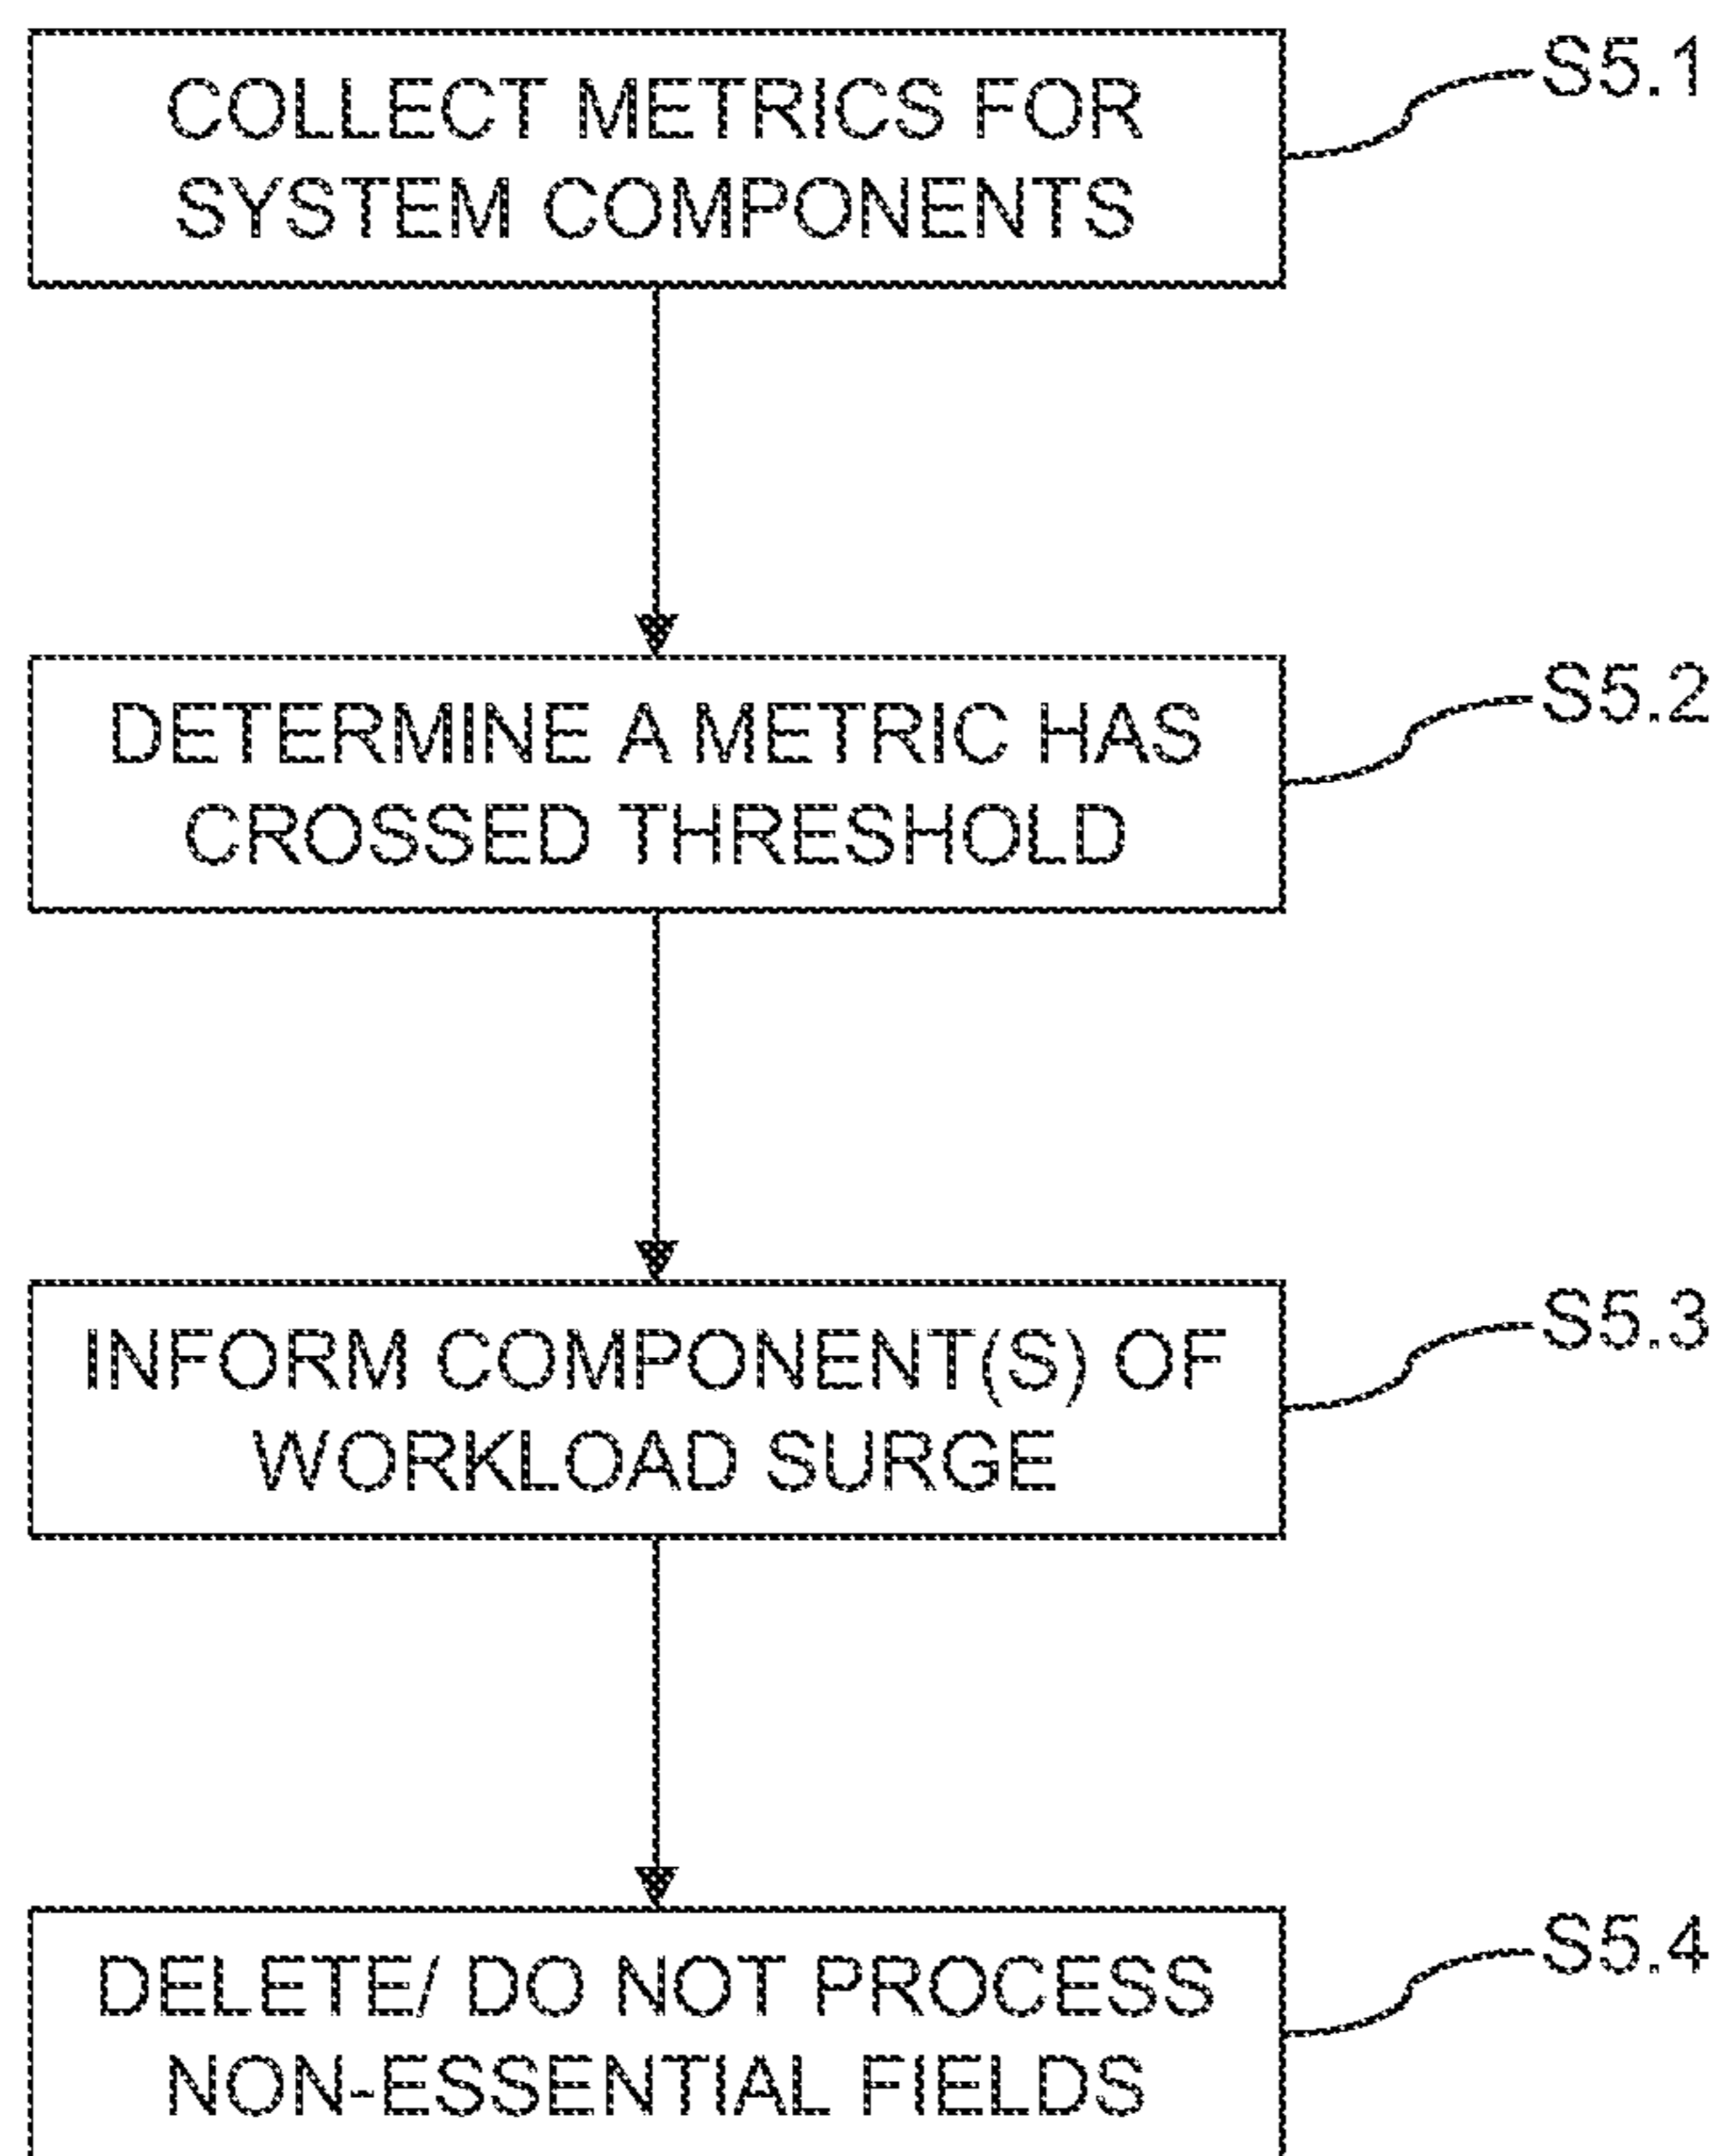 COLLECT METRICS FOR
SYSTEM COMPONENTS
S5.1
DETERMINE A METRIC HAS
CROSSED THRESHOLD
S5.2
INFORM COMPONENT(S) OF
WORKLOAD SURGE
S5.3
DELETE/ DO NOT PROCESS
NON-ESSENTIAL FIELDS
S5.4